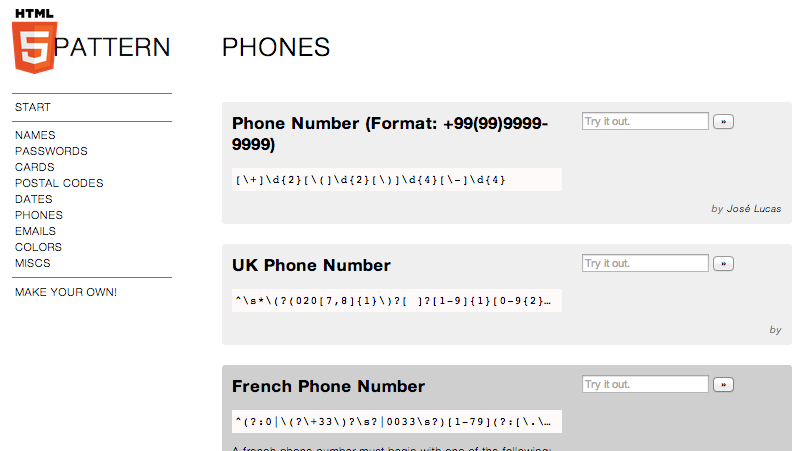 HTML
5 PATTERN
START
NAMES
PASSWORDS
CARDS
POSTAL CODES
DATES
PHONES
EMAILS
COLORS
MISCS
MAKE YOUR OWN!
PHONES
Phone Number (Format: +99(99)9999-
9999)
[\+]\d{2}[\(]\d{2}[\)]\d{4}[\-]\d{4}
Try it out.
»
by José Lucas
UK Phone Number
^\s*\(?(020[7,8]{1}\)?[ ]?[1-9]{1}[0-9{2}…
Try it out.
»
by
French Phone Number
^(?:0|\(?\+33\)?\s?|0033\s?)[1-79](?:[\.\…
Try it out.
»
A french phone number must begin with one of the following: